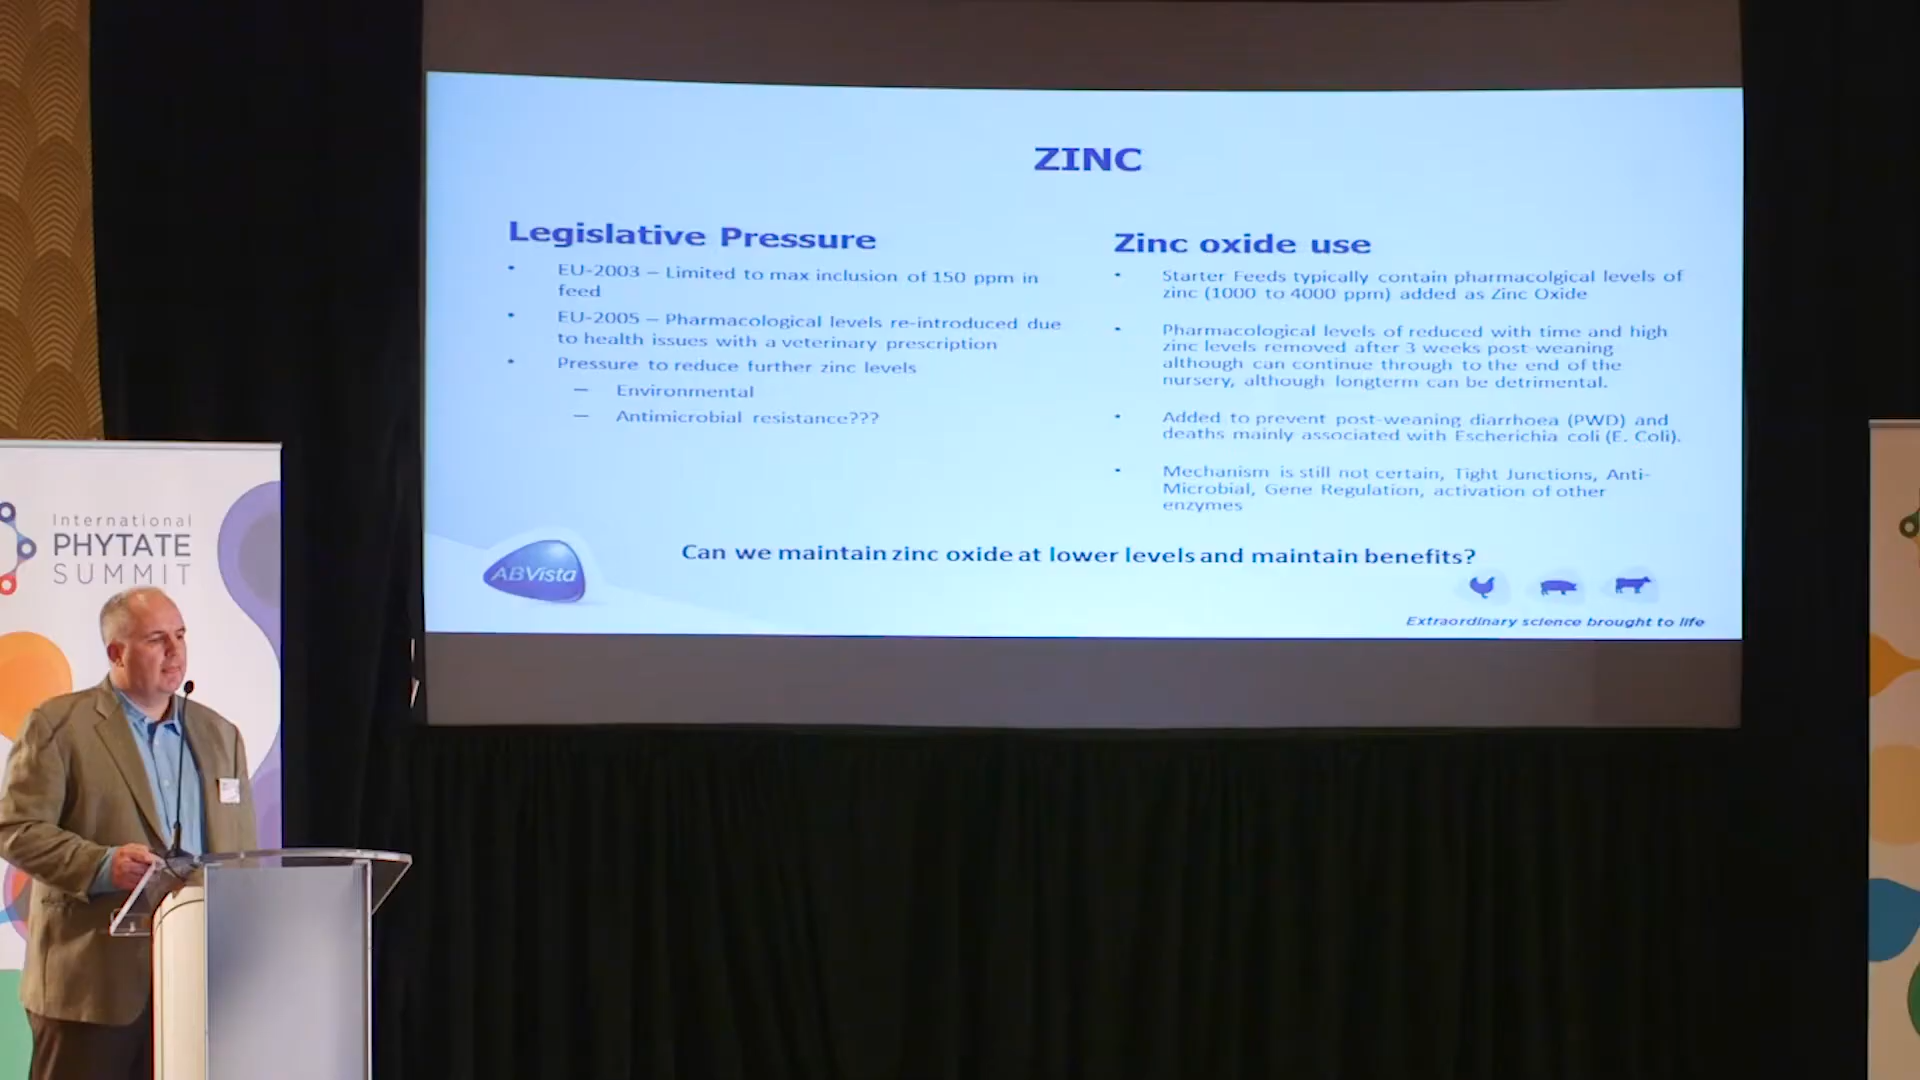 ZINC
Legislative Pressure
• EU-2003 – Limited to max inclusion of 150 ppm in
feed
• EU-2005 – Pharmacological levels re-introduced due
to health issues with a veterinary prescription
• Pressure to reduce further zinc levels
– Environmental
– Antimicrobial resistance???
Zinc oxide use
• Starter Feeds typically contain pharmacolgical levels of
zinc (1000 to 4000 ppm) added as Zinc Oxide
• Pharmacological levels of reduced with time and high
zinc levels removed after 3 weeks post weaning
although can continue through to the end of the
nursery, although longterm can be detrimental.
• Added to prevent post-weaning diarrhoea (PWD) and
deaths mainly associated with Escherichia coli (E. Coli).
• Mechanism is still not certain, Tight Junctions, Anti-
Microbial, Gene Regulation, activation of other
enzymes
Can we maintain zinc oxide at lower levels and maintain benefits?
ABVista
Extraordinary science brought to life
International
PHYTATE
SUMMIT